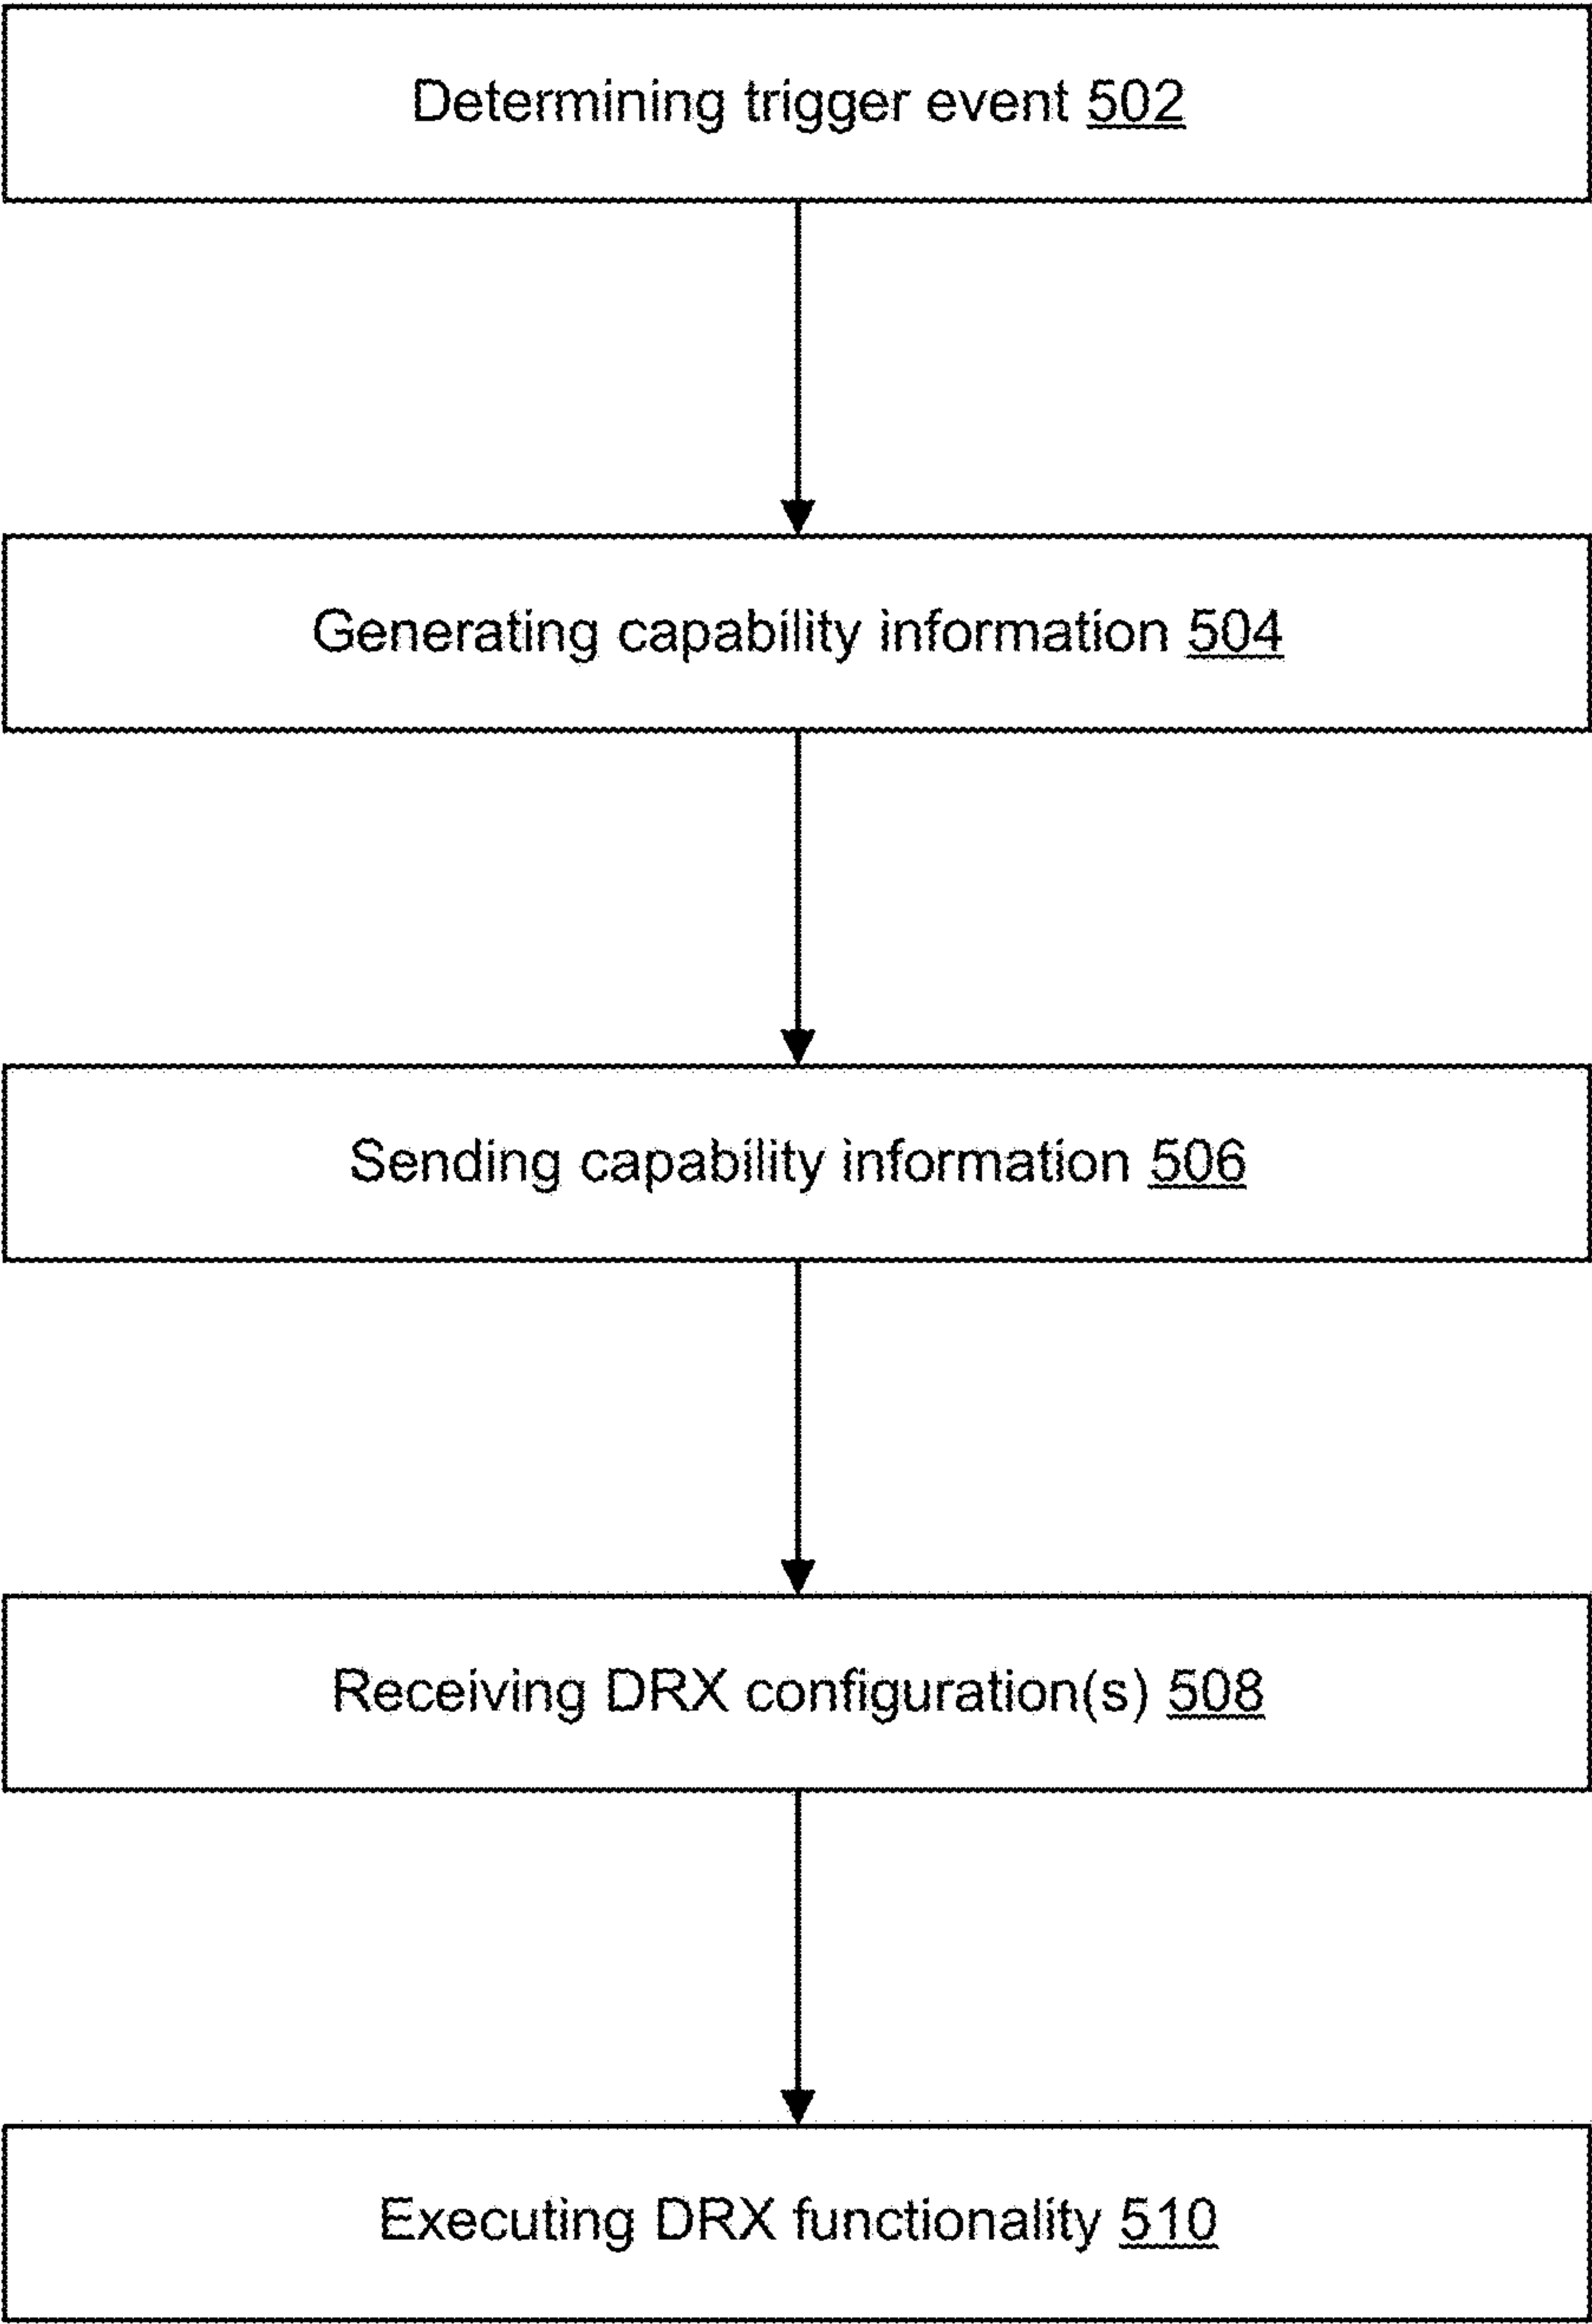 Determining trigger event 502
Generating capability information 504
Sending capability information 506
Receiving DRX configuration(s) 508
Executing DRX functionality 510